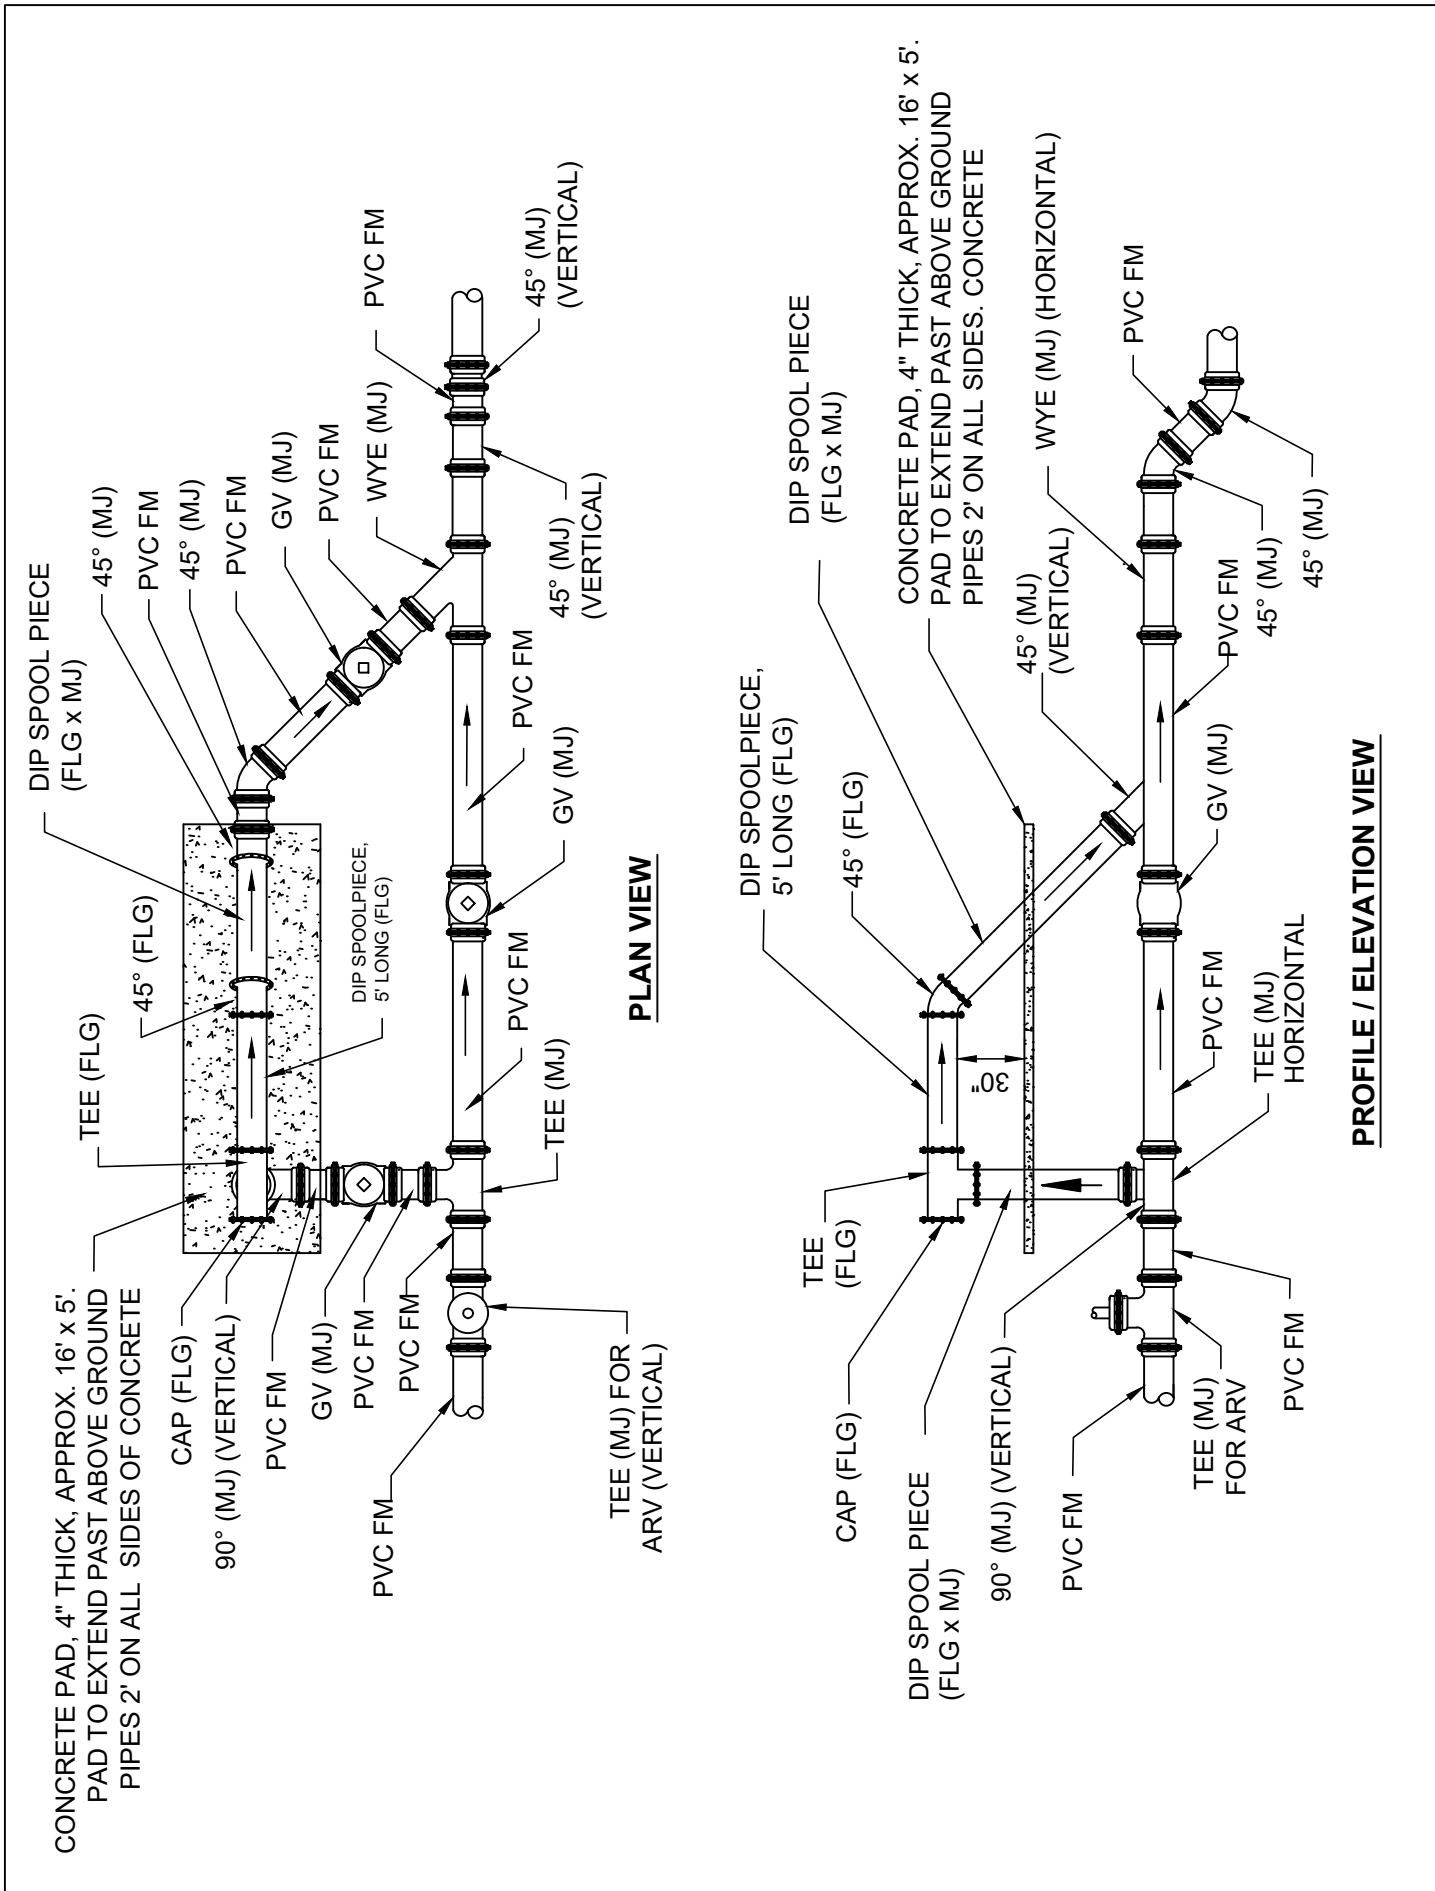 CONCRETE PAD, 4" THICK, APPROX. 16' x 5'.
PAD TO EXTEND PAST ABOVE GROUND
PIPES 2' ON ALL SIDES OF CONCRETE
CAP (FLG)
90° (MJ) (VERTICAL)
PVC FM
GV (MJ)
PVC FM
PVC FM
PVC FM
TEE (MJ) FOR
ARV (VERTICAL)
TEE (FLG)
45° (FLG)
DIP SPOOLPIECE,
5' LONG (FLG)
DIP SPOOL PIECE
(FLG x MJ)
45° (MJ)
PVC FM
45° (MJ)
PVC FM
GV (MJ)
PVC FM
WYE (MJ)
PVC FM
45° (MJ)
(VERTICAL)
45° (MJ)
(VERTICAL)
PVC FM
GV (MJ)
PVC FM
TEE (MJ)
PLAN VIEW
DIP SPOOL PIECE
(FLG x MJ)
CONCRETE PAD, 4" THICK, APPROX. 16' x 5'.
PAD TO EXTEND PAST ABOVE GROUND
PIPES 2' ON ALL SIDES. CONCRETE
DIP SPOOLPIECE,
5' LONG (FLG)
45° (FLG)
45° (MJ)
(VERTICAL)
WYE (MJ) (HORIZONTAL)
PVC FM
TEE
(FLG)
30"
CAP (FLG)
DIP SPOOL PIECE
(FLG x MJ)
90° (MJ) (VERTICAL)
PVC FM
TEE (MJ)
FOR ARV
PVC FM
TEE (MJ)
HORIZONTAL
PVC FM
GV (MJ)
PVC FM
45° (MJ)
45° (MJ)
PROFILE / ELEVATION VIEW